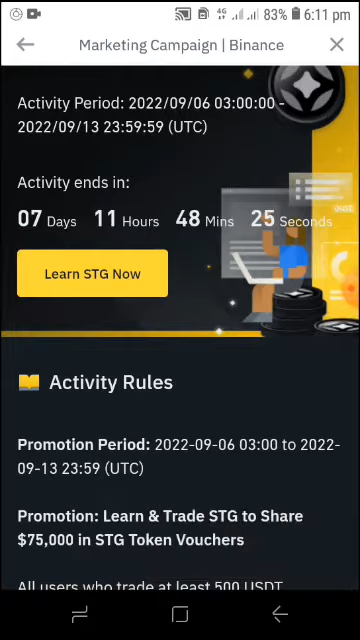 4G 83% 6:11 pm
Marketing Campaign | Binance
Activity Period: 2022/09/06 03:00:00 -
2022/09/13 23:59:59 (UTC)
Activity ends in:
07 Days 11 Hours 48 Mins 25 Seconds
Learn STG Now
Activity Rules
Promotion Period: 2022-09-06 03:00 to 2022-
09-13 23:59 (UTC)
Promotion: Learn & Trade STG to Share
$75,000 in STG Token Vouchers
All users who trade at least 500 USDT